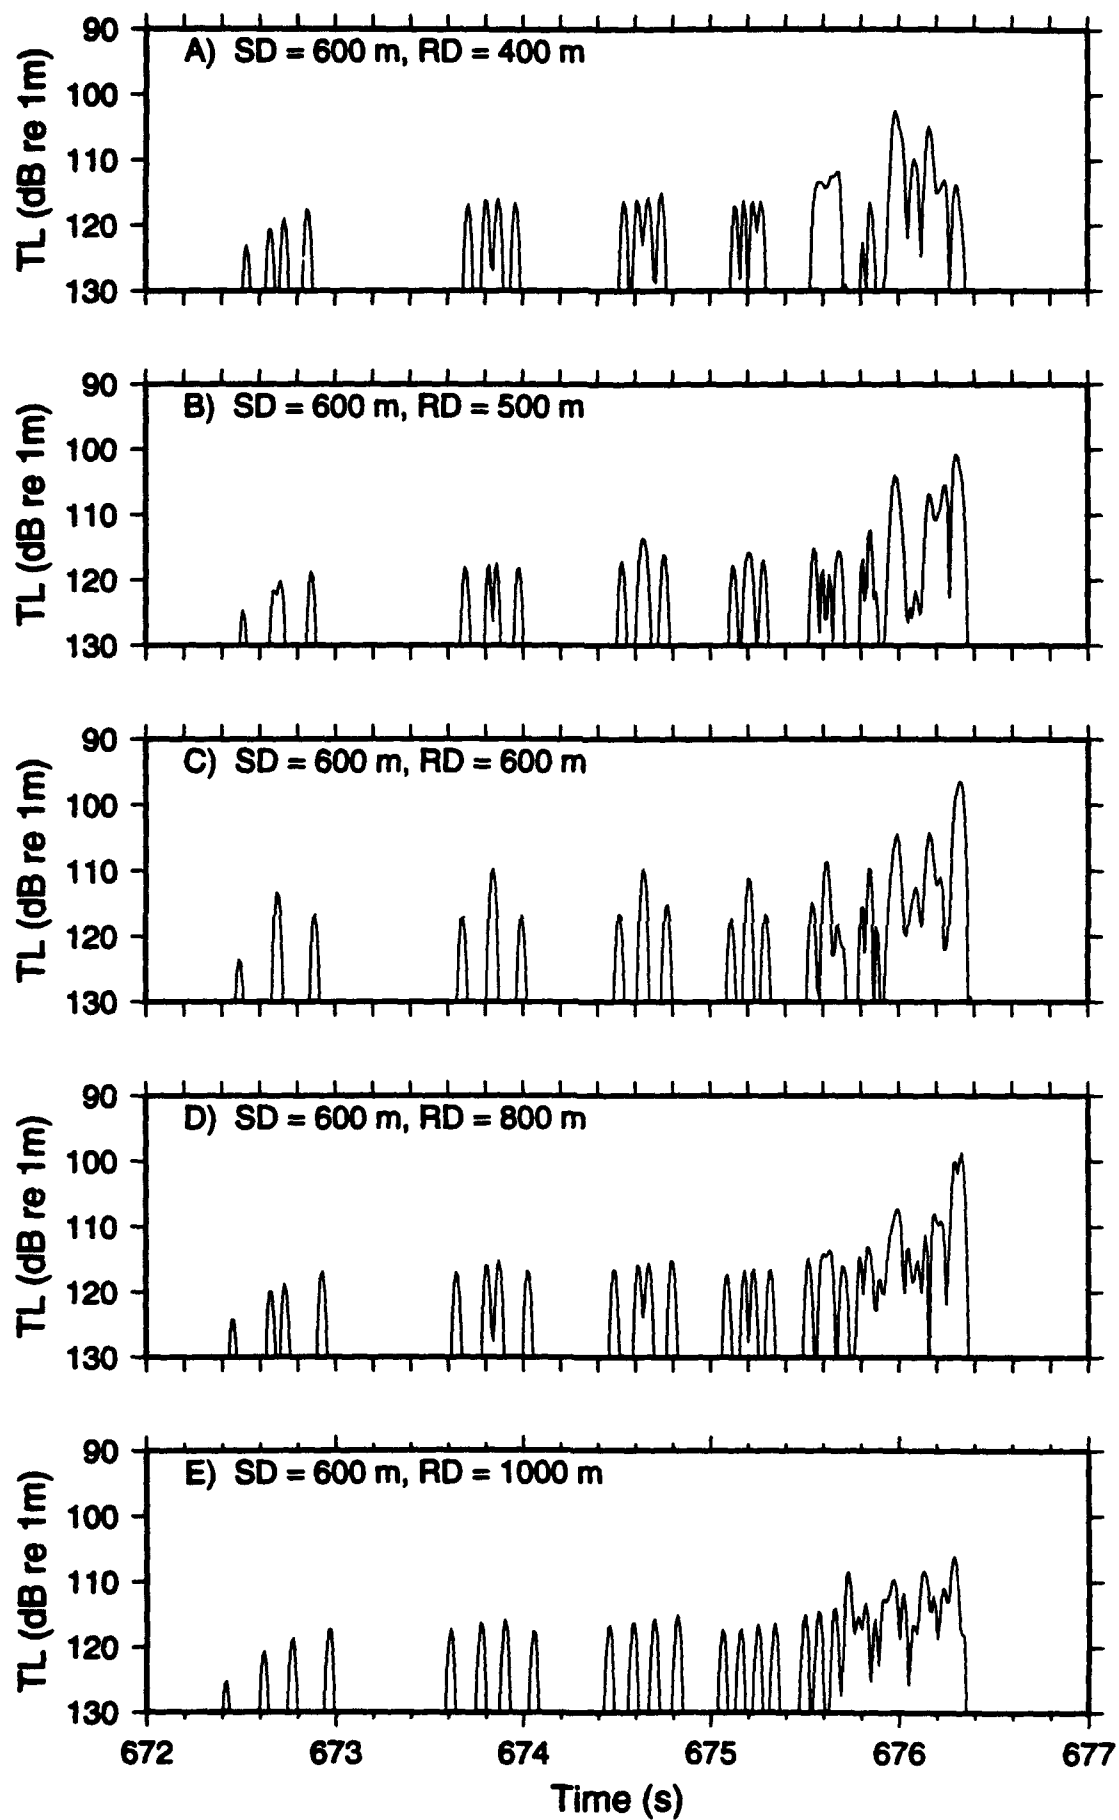 A) SD = 600 m, RD = 400 m
TL (dB re 1m)
90
100
110
120
130
B) SD = 600 m, RD = 500 m
TL (dB re 1m)
90
100
110
120
130
C) SD = 600 m, RD = 600 m
TL (dB re 1m)
90
100
110
120
130
D) SD = 600 m, RD = 800 m
TL (dB re 1m)
90
100
110
120
130
E) SD = 600 m, RD = 1000 m
TL (dB re 1m)
90
100
110
120
130
672 673 674 675 676 677
Time (s)